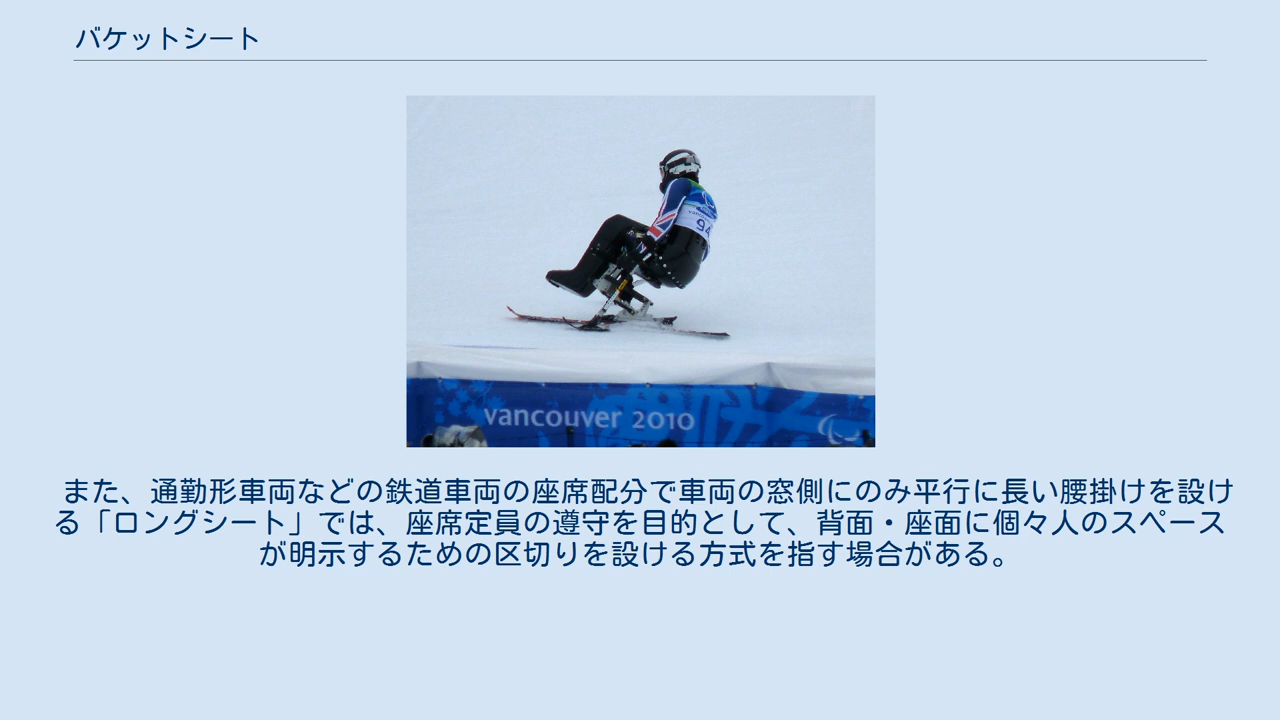 バケットシート
94
vancouver 2010
また、通勤形車両などの鉄道車両の座席配分で車両の窓側にのみ平行に長い腰掛けを設け
る「ロングシート」では、座席定員の遵守を目的として、背面・座面に個々人のスペース
が明示するための区切りを設ける方式を指す場合がある。